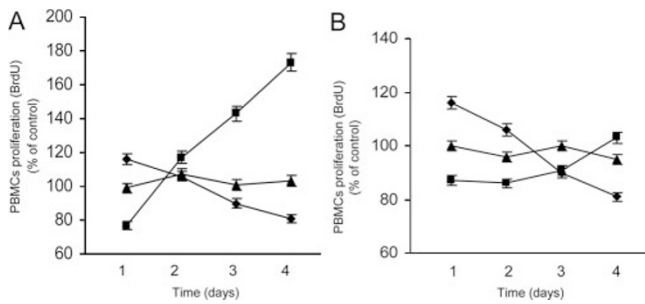 A
PBMCs proliferation (BrdU)
(% of control)
200
180
160
140
120
100
80
60
1 2 3 4
Time (days)
B
PBMCs proliferation (BrdU)
(% of control)
140
120
100
80
60
1 2 3 4
Time (days)